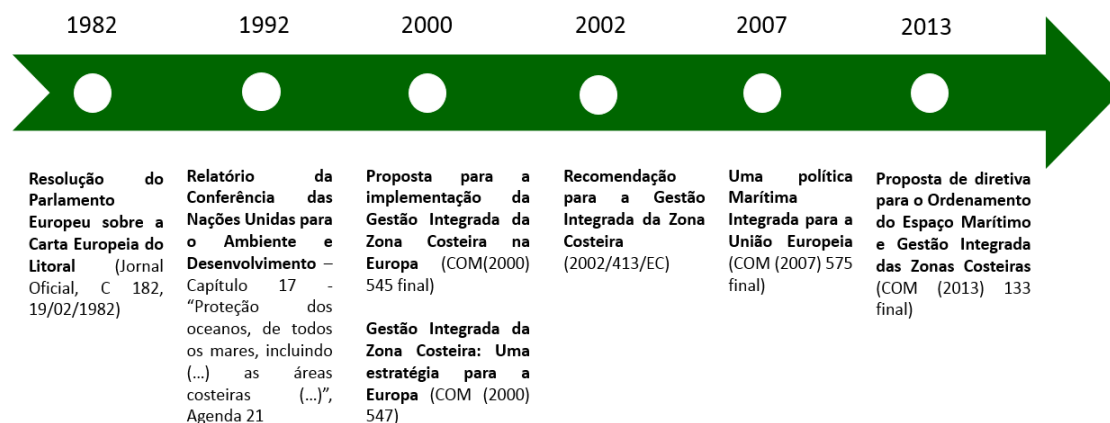 1982
1992
2000
2002
2007
2013
Resolução do
Parlamento
Europeu sobre a
Carta Europeia do
Litoral (Jornal
Oficial, C 182,
19/02/1982)
Relatório da
Conferência das
Nações Unidas para
o Ambiente e
Desenvolvimento –
Capítulo 17 -
“Proteção dos
oceanos, de todos
os mares, incluindo
(...) as áreas
costeiras (...)”,
Agenda 21
Proposta para a
implementação da
Gestão Integrada da
Zona Costeira na
Europa (COM(2000)
545 final)
Gestão Integrada da
Zona Costeira: Uma
estratégia para a
Europa (COM (2000)
547)
Recomendação
para a Gestão
Integrada da Zona
Costeira
(2002/413/EC)
Uma política
Marítima
Integrada para a
União Europeia
(COM (2007) 575
final)
Proposta de diretiva
para o Ordenamento
do Espaço Marítimo
e Gestão Integrada
das Zonas Costeiras
(COM (2013) 133
final)